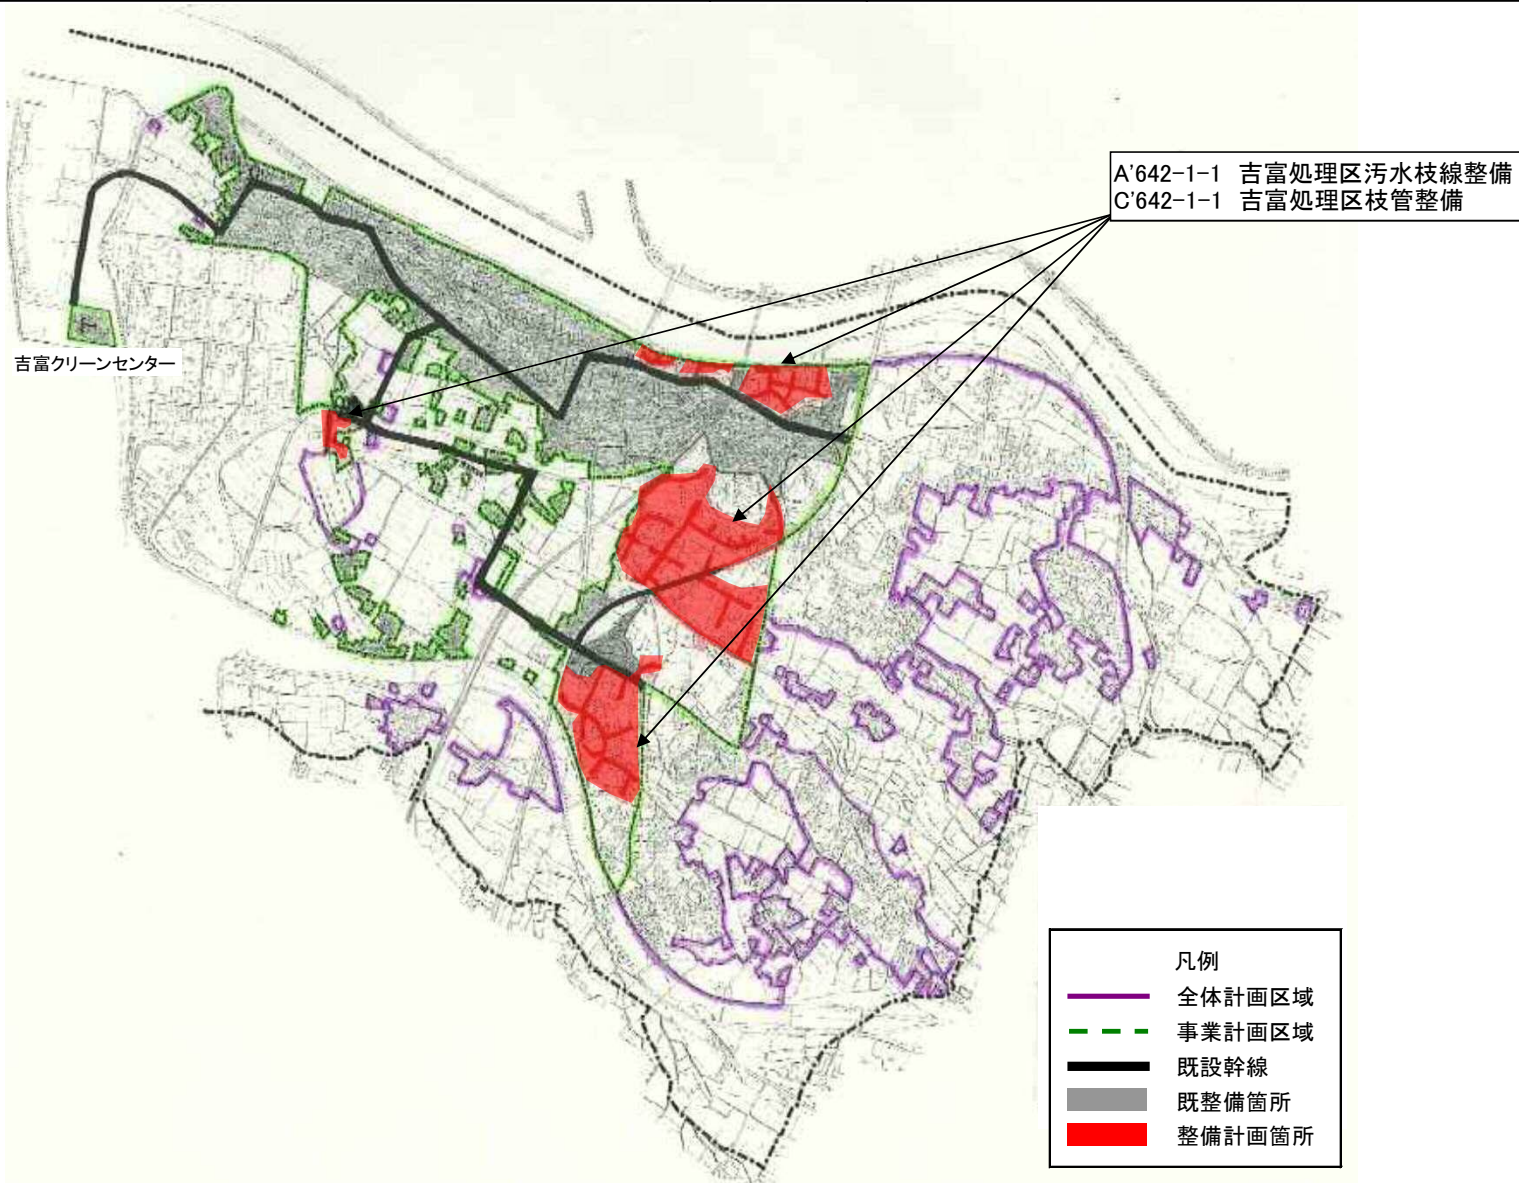 A'642-1-1 吉富処理区汚水枝線整備
C'642-1-1 吉富処理区枝管整備
吉富クリーンセンター
凡例
全体計画区域
事業計画区域
既設幹線
既整備箇所
整備計画箇所